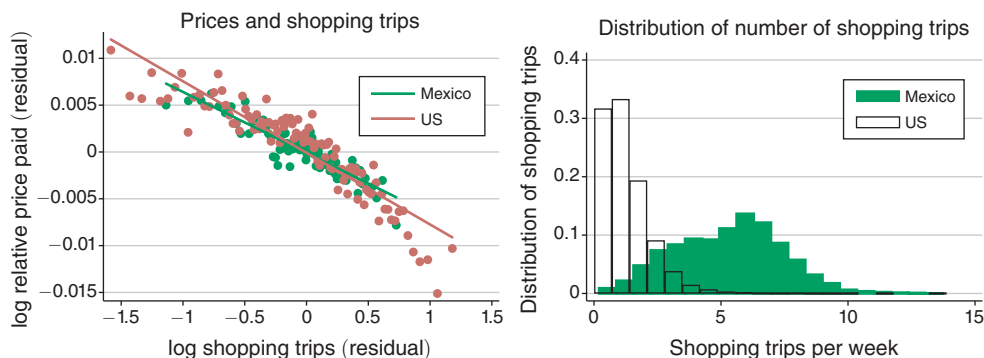 Prices and shopping trips
log relative price paid (residual)
0.01
0.005
0
−0.005
−0.01
−0.015
Mexico
US
−1.5
−1
−0.5
0
0.5
1
1.5
log shopping trips (residual)
Distribution of number of shopping trips
Distribution of shopping trips
0.4
0.3
0.2
0.1
0
Mexico
US
0
5
10
15
Shopping trips per week